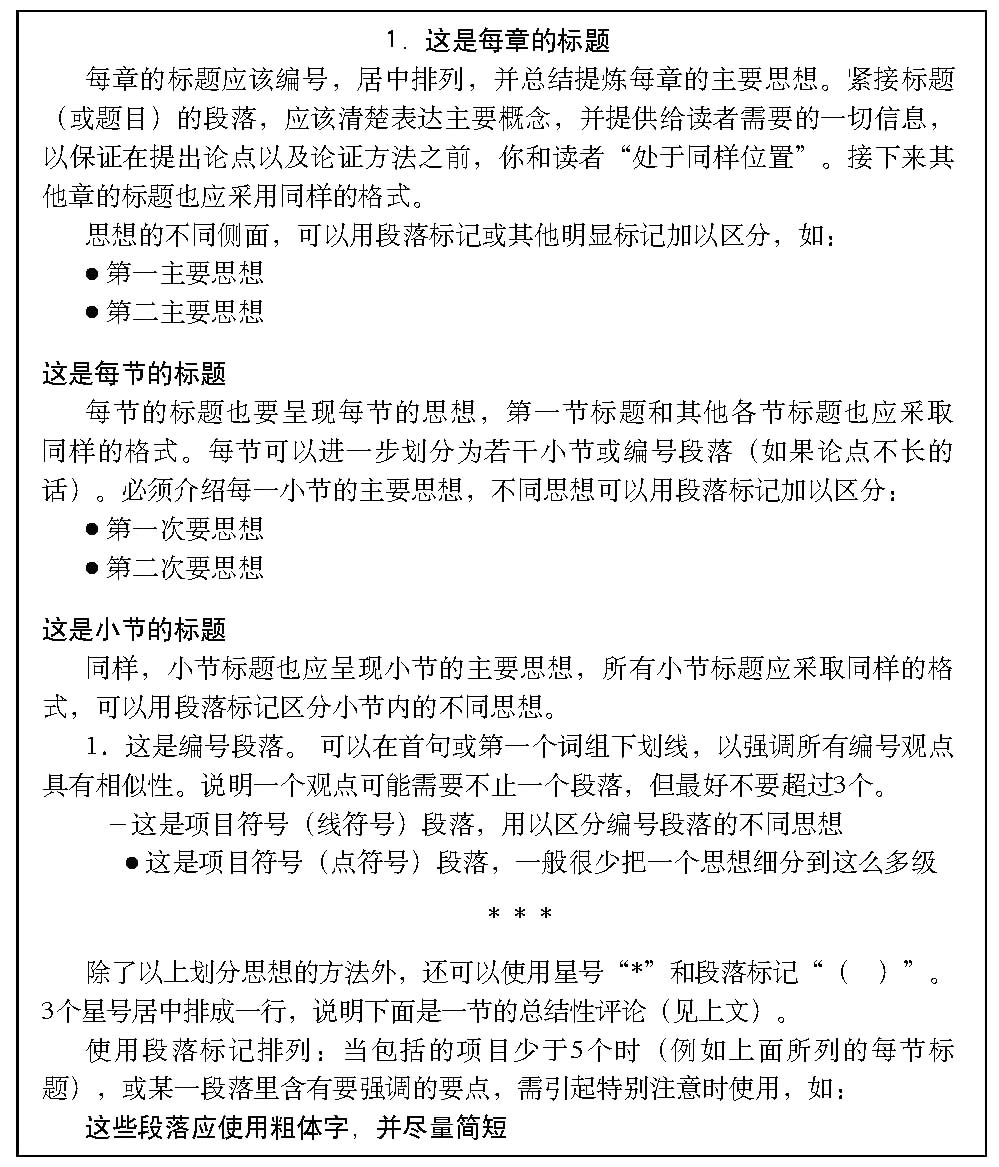 1. 这是每章的标题
每章的标题应该编号，居中排列，并总结提炼每章的主要思想。紧接标题
（或题目）的段落，应该清楚表达主要概念，并提供给读者需要的一切信息，
以保证在提出论点以及论证方法之前，你和读者“处于同样位置”。接下来其
他章的标题也应采用同样的格式。
思想的不同侧面，可以用段落标记或其他明显标记加以区分，如：
●第一主要思想
●第二主要思想
这是每节的标题
每节的标题也要呈现每节的思想，第一节标题和其他各节标题也应采取
同样的格式。每节可以进一步划分为若干小节或编号段落（如果论点不长的
话）。必须介绍每一小节的主要思想，不同思想可以用段落标记加以区分：
●第一次要思想
●第二次要思想
这是小节的标题
同样，小节标题也应呈现小节的主要思想，所有小节标题应采取同样的格
式，可以用段落标记区分小节内的不同思想。
1. 这是编号段落。 可以在首句或第一个词组下划线，以强调所有编号观点
具有相似性。说明一个观点可能需要不止一个段落，但最好不要超过3个。
－这是项目符号（线符号）段落，用以区分编号段落的不同思想
●这是项目符号（点符号）段落，一般很少把一个思想细分到这么多级
* * *
除了以上划分思想的方法外，还可以使用星号“*”和段落标记“（　）”。
3个星号居中排成一行，说明下面是一节的总结性评论（见上文）。
使用段落标记排列：当包括的项目少于5个时（例如上面所列的每节标
题），或某一段落里含有要强调的要点，需引起特别注意时使用，如：
这些段落应使用粗体字，并尽量简短